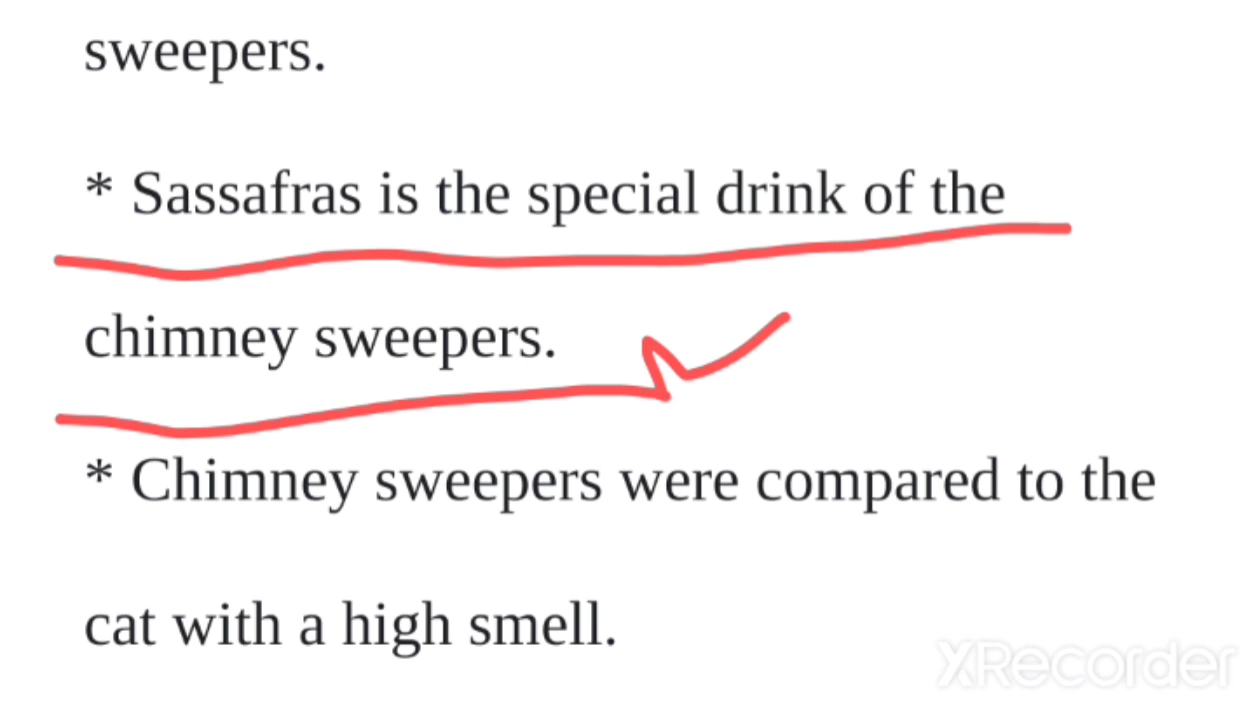 sweepers.
* Sassafras is the special drink of the
chimney sweepers.
* Chimney sweepers were compared to the
cat with a high smell.
XRecorder